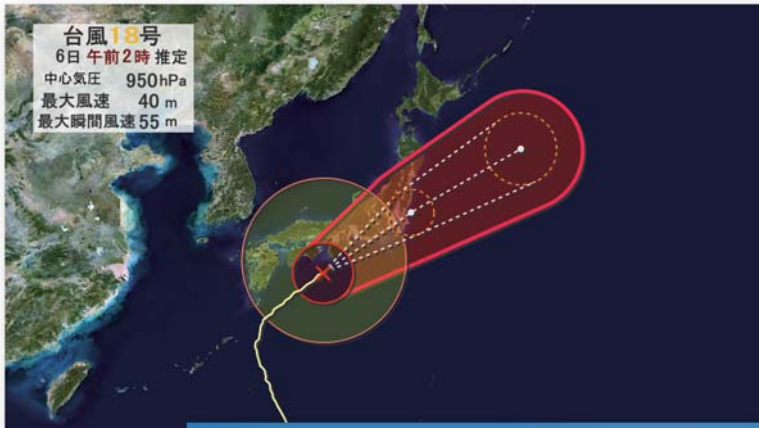 台風18号
6日 午前2時 推定
中心気圧 950hPa
最大風速 40 m
最大瞬間風速 55 m